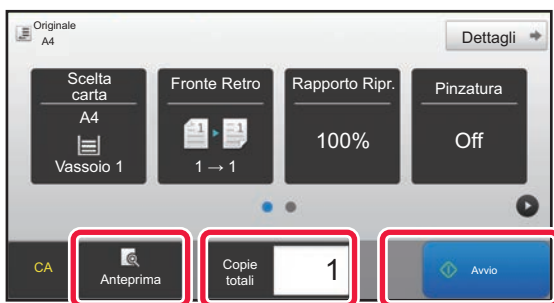 Originale
A4
Dettagli
Scelta
carta
A4
Vassoio 1
Fronte Retro
1 → 1
Rapporto Ripr.
100%
Pinzatura
Off
CA
Anteprima
Copie
totali
1
Avvio